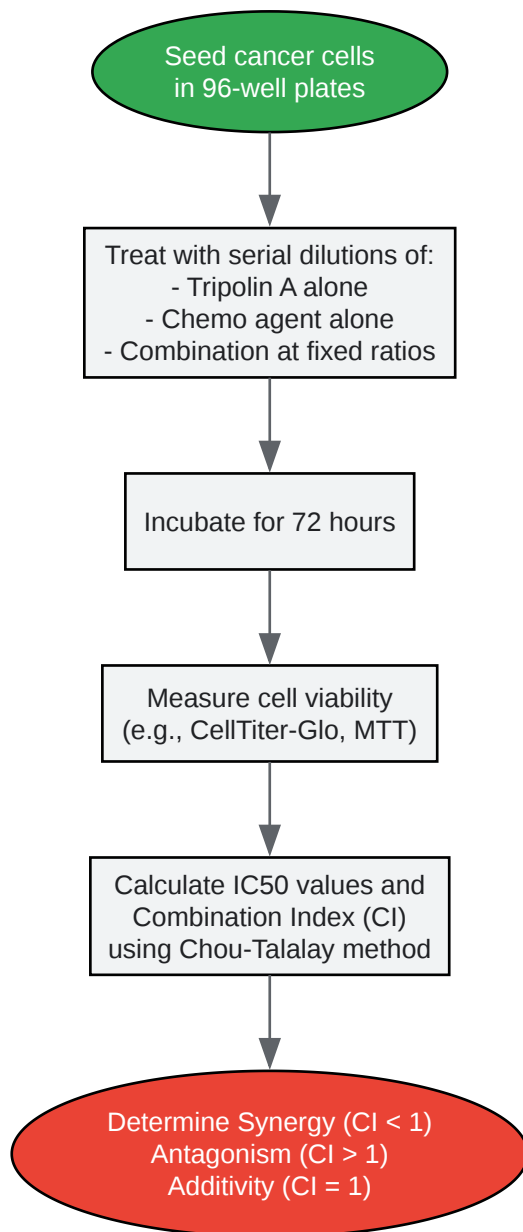 Seed cancer cells
in 96-well plates
Treat with serial dilutions of:
- Tripolin A alone
- Chemo agent alone
- Combination at fixed ratios
Incubate for 72 hours
Measure cell viability
(e.g., CellTiter-Glo, MTT)
Calculate IC50 values and
Combination Index (CI)
using Chou-Talalay method
Determine Synergy (CI < 1)
Antagonism (CI > 1)
Additivity (CI = 1)